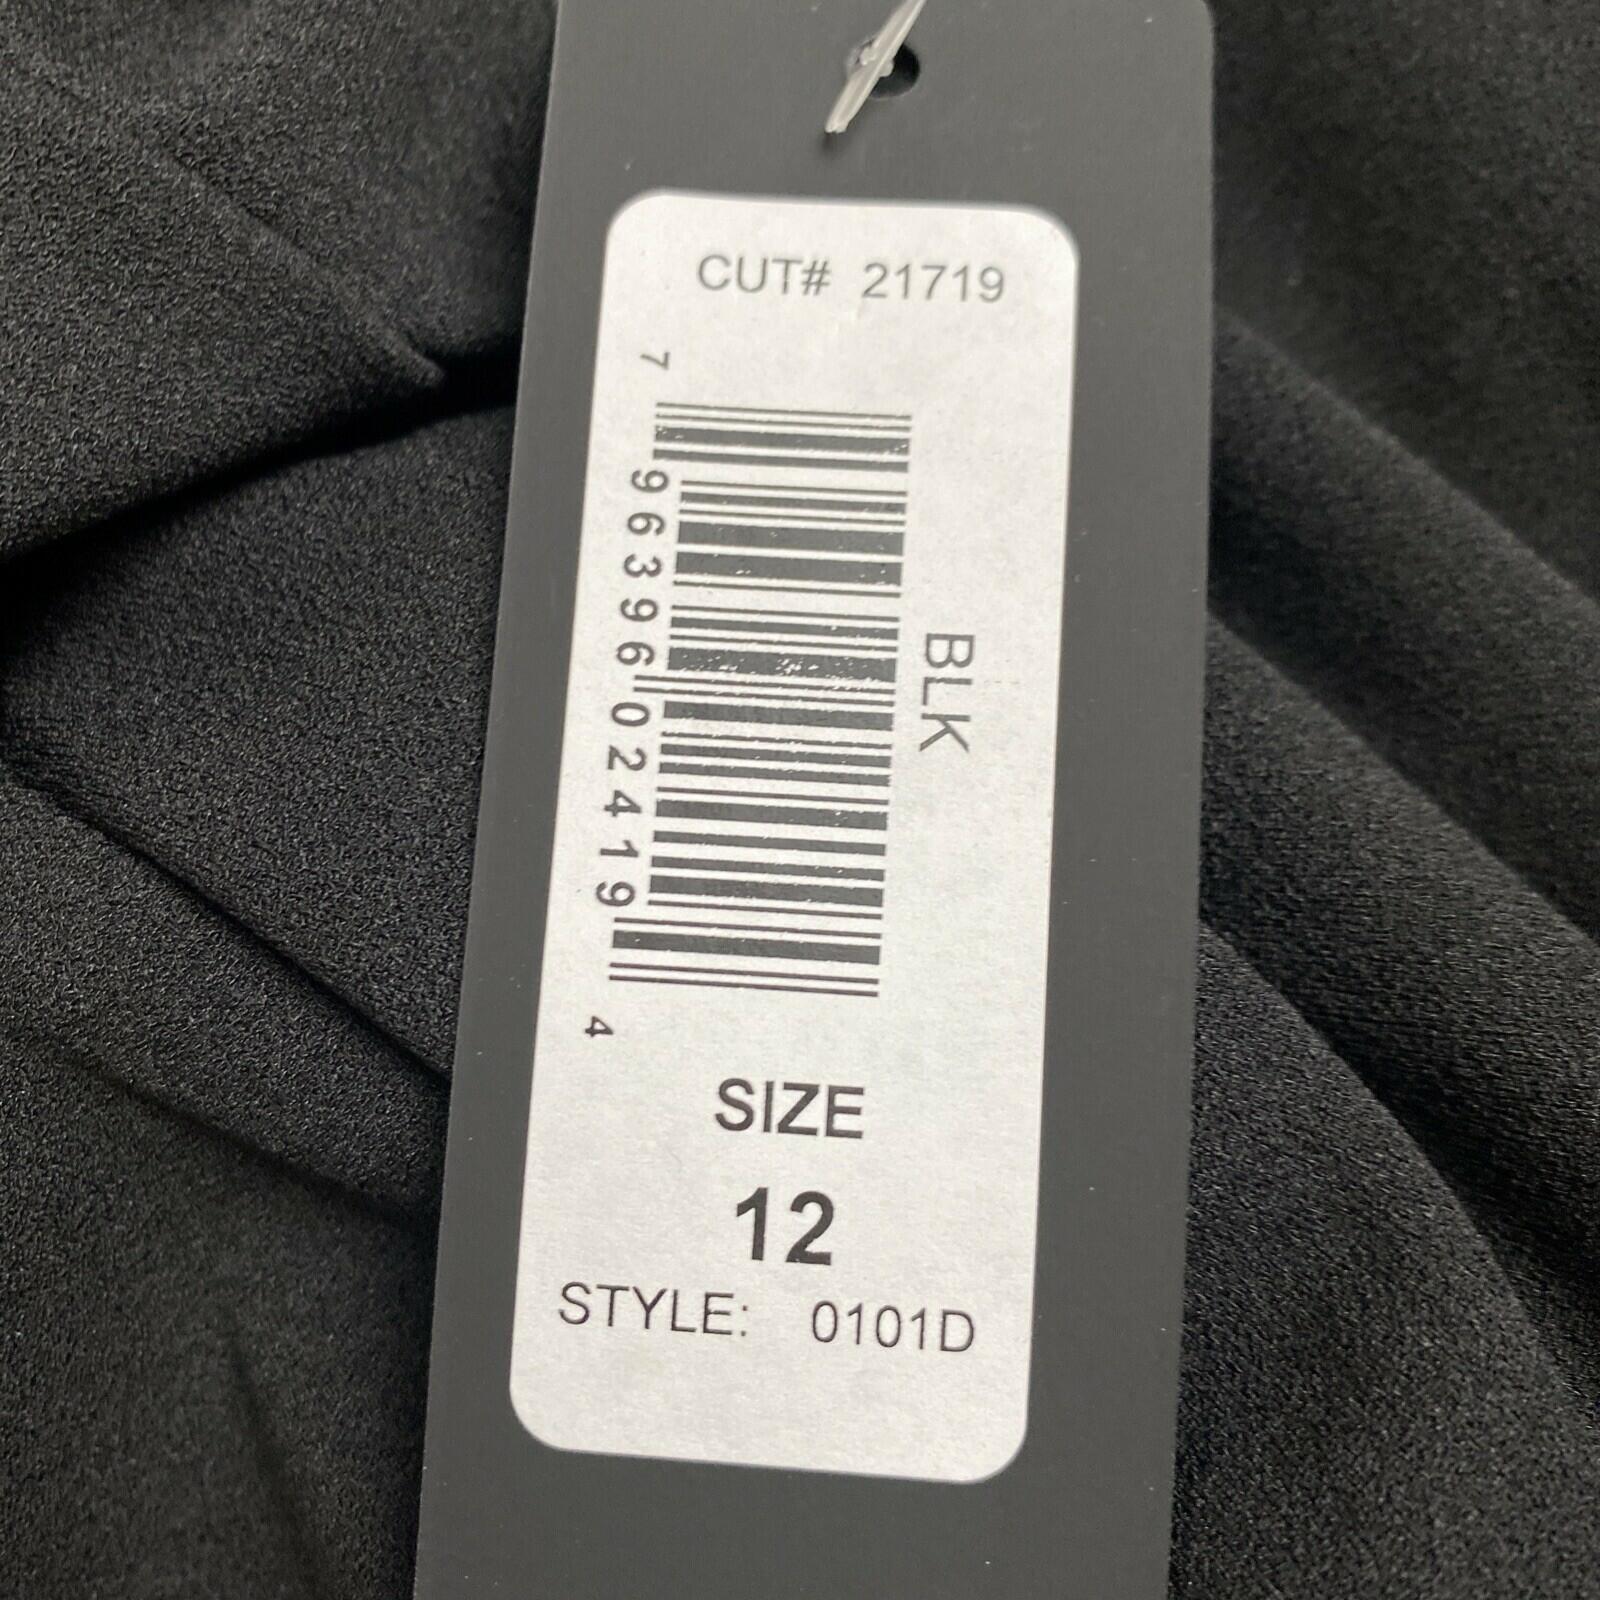 CUT# 21719
7 96396 02419 4
BLK
SIZE
12
STYLE: 0101D